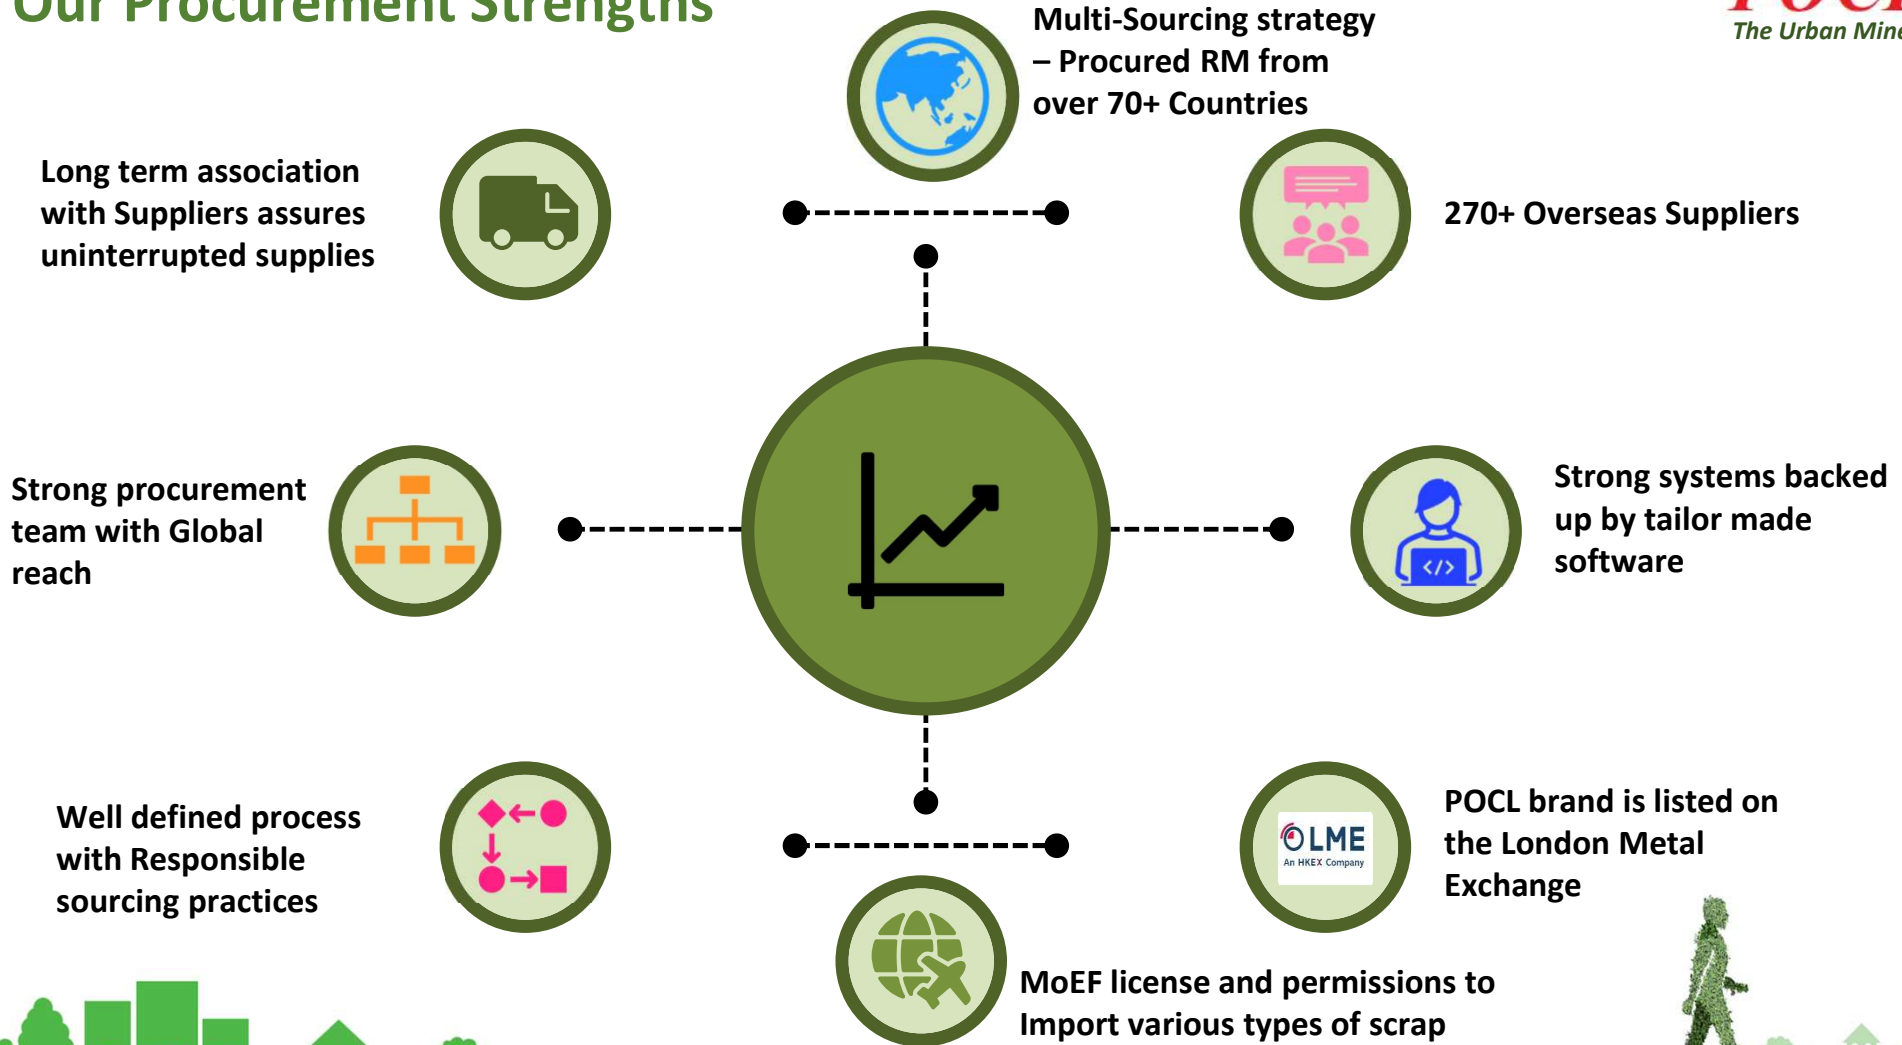 Our Procurement Strengths
POCL
The Urban Mine
Multi-Sourcing strategy
– Procured RM from
over 70+ Countries
Long term association
with Suppliers assures
uninterrupted supplies
270+ Overseas Suppliers
Strong procurement
team with Global
reach
Strong systems backed
up by tailor made
software
</>
Well defined process
with Responsible
sourcing practices
LME
An HKEX Company
POCL brand is listed on
the London Metal
Exchange
MoEF license and permissions to
Import various types of scrap